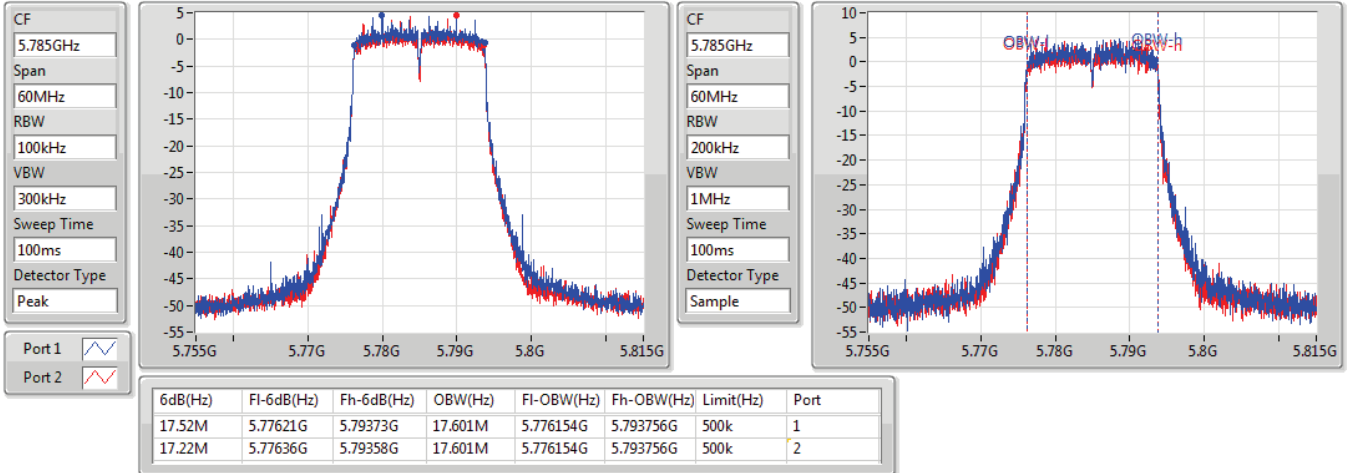 CF
5.785GHz
Span
60MHz
RBW
100kHz
VBW
300kHz
Sweep Time
100ms
Detector Type
Peak
5
0
-5
-10
-15
-20
-25
-30
-35
-40
-45
-50
-55
5.755G 5.77G 5.78G 5.79G 5.8G 5.815G
CF
5.785GHz
Span
60MHz
RBW
200kHz
VBW
1MHz
Sweep Time
100ms
Detector Type
Sample
10
5
0
-5
-10
-15
-20
-25
-30
-35
-40
-45
-50
-55
OBW-l OBW-h
OBW-l OBW-h
5.755G 5.77G 5.78G 5.79G 5.8G 5.815G
Port 1
Port 2
6dB(Hz) Fl-6dB(Hz) Fh-6dB(Hz) OBW(Hz) Fl-OBW(Hz) Fh-OBW(Hz) Limit(Hz) Port
17.52M 5.77621G 5.79373G 17.601M 5.776154G 5.793756G 500k 1
17.22M 5.77636G 5.79358G 17.601M 5.776154G 5.793756G 500k 2